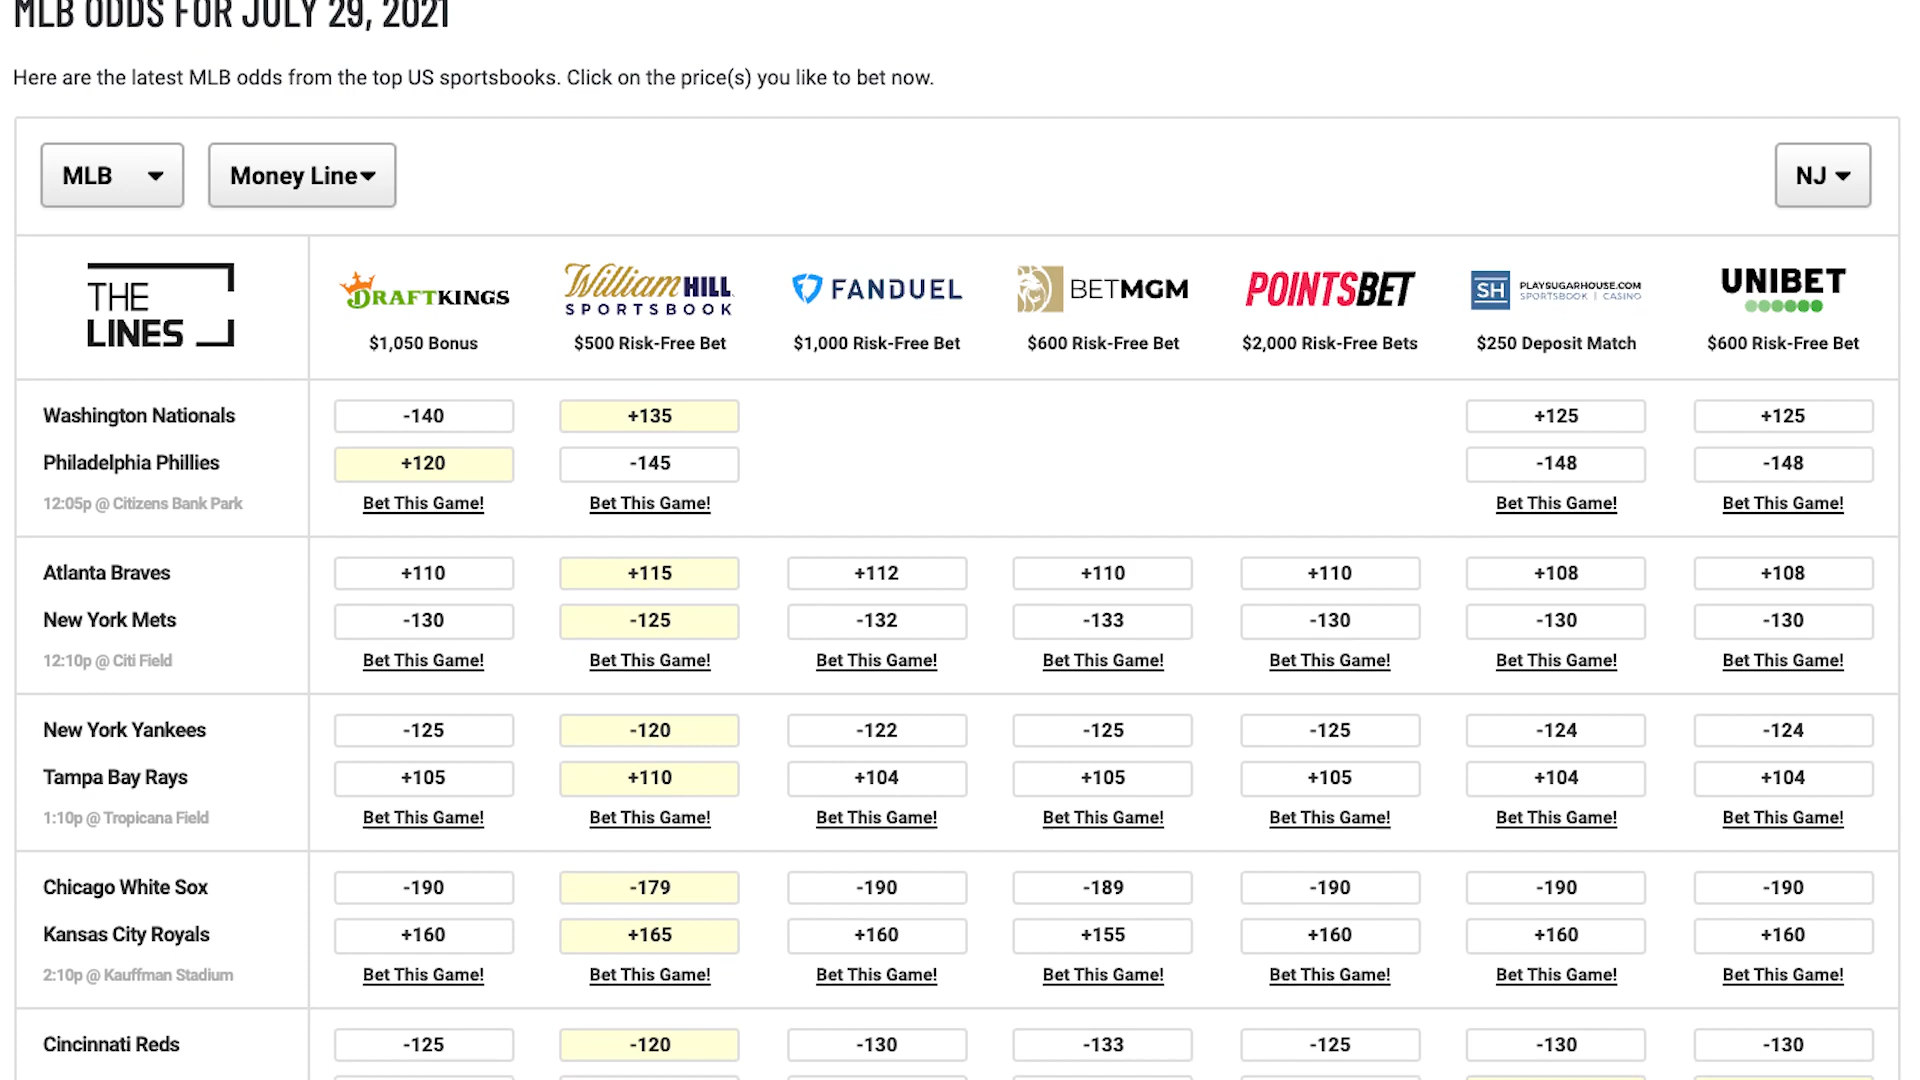 MLB ODDS FOR JULY 29, 2021
Here are the latest MLB odds from the top US sportsbooks. Click on the price(s) you like to bet now.
MLB Money Line NJ
THE LINES
DRAFTKINGS
$1,050 Bonus
William HILL
SPORTSBOOK
$500 Risk-Free Bet
FANDUEL
$1,000 Risk-Free Bet
BETMGM
$600 Risk-Free Bet
POINTSBET
$2,000 Risk-Free Bets
SH PLAYSUGARHOUSE.COM
SPORTSBOOK | CASINO
$250 Deposit Match
UNIBET
$600 Risk-Free Bet
Washington Nationals -140 +135 +125 +125
Philadelphia Phillies +120 -145 -148 -148
12:05p @ Citizens Bank Park Bet This Game! Bet This Game! Bet This Game! Bet This Game!
Atlanta Braves +110 +115 +112 +110 +110 +108 +108
New York Mets -130 -125 -132 -133 -130 -130 -130
12:10p @ Citi Field Bet This Game! Bet This Game! Bet This Game! Bet This Game! Bet This Game! Bet This Game! Bet This Game!
New York Yankees -125 -120 -122 -125 -125 -124 -124
Tampa Bay Rays +105 +110 +104 +105 +105 +104 +104
1:10p @ Tropicana Field Bet This Game! Bet This Game! Bet This Game! Bet This Game! Bet This Game! Bet This Game! Bet This Game!
Chicago White Sox -190 -179 -190 -189 -190 -190 -190
Kansas City Royals +160 +165 +160 +155 +160 +160 +160
2:10p @ Kauffman Stadium Bet This Game! Bet This Game! Bet This Game! Bet This Game! Bet This Game! Bet This Game! Bet This Game!
Cincinnati Reds -125 -120 -130 -133 -125 -130 -130